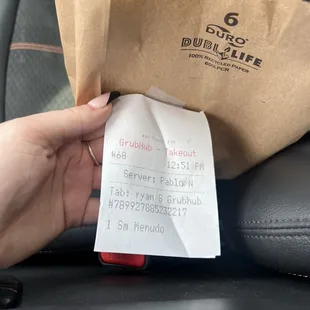 6
DURO
DUBL LIFE
100% RECYCLED PAPER
GrubHub - Takeout
#68 12:51 PM
Server: Pablo N
Tab: ryan G Grubhub
#789927885232217
1 Sm Menudo